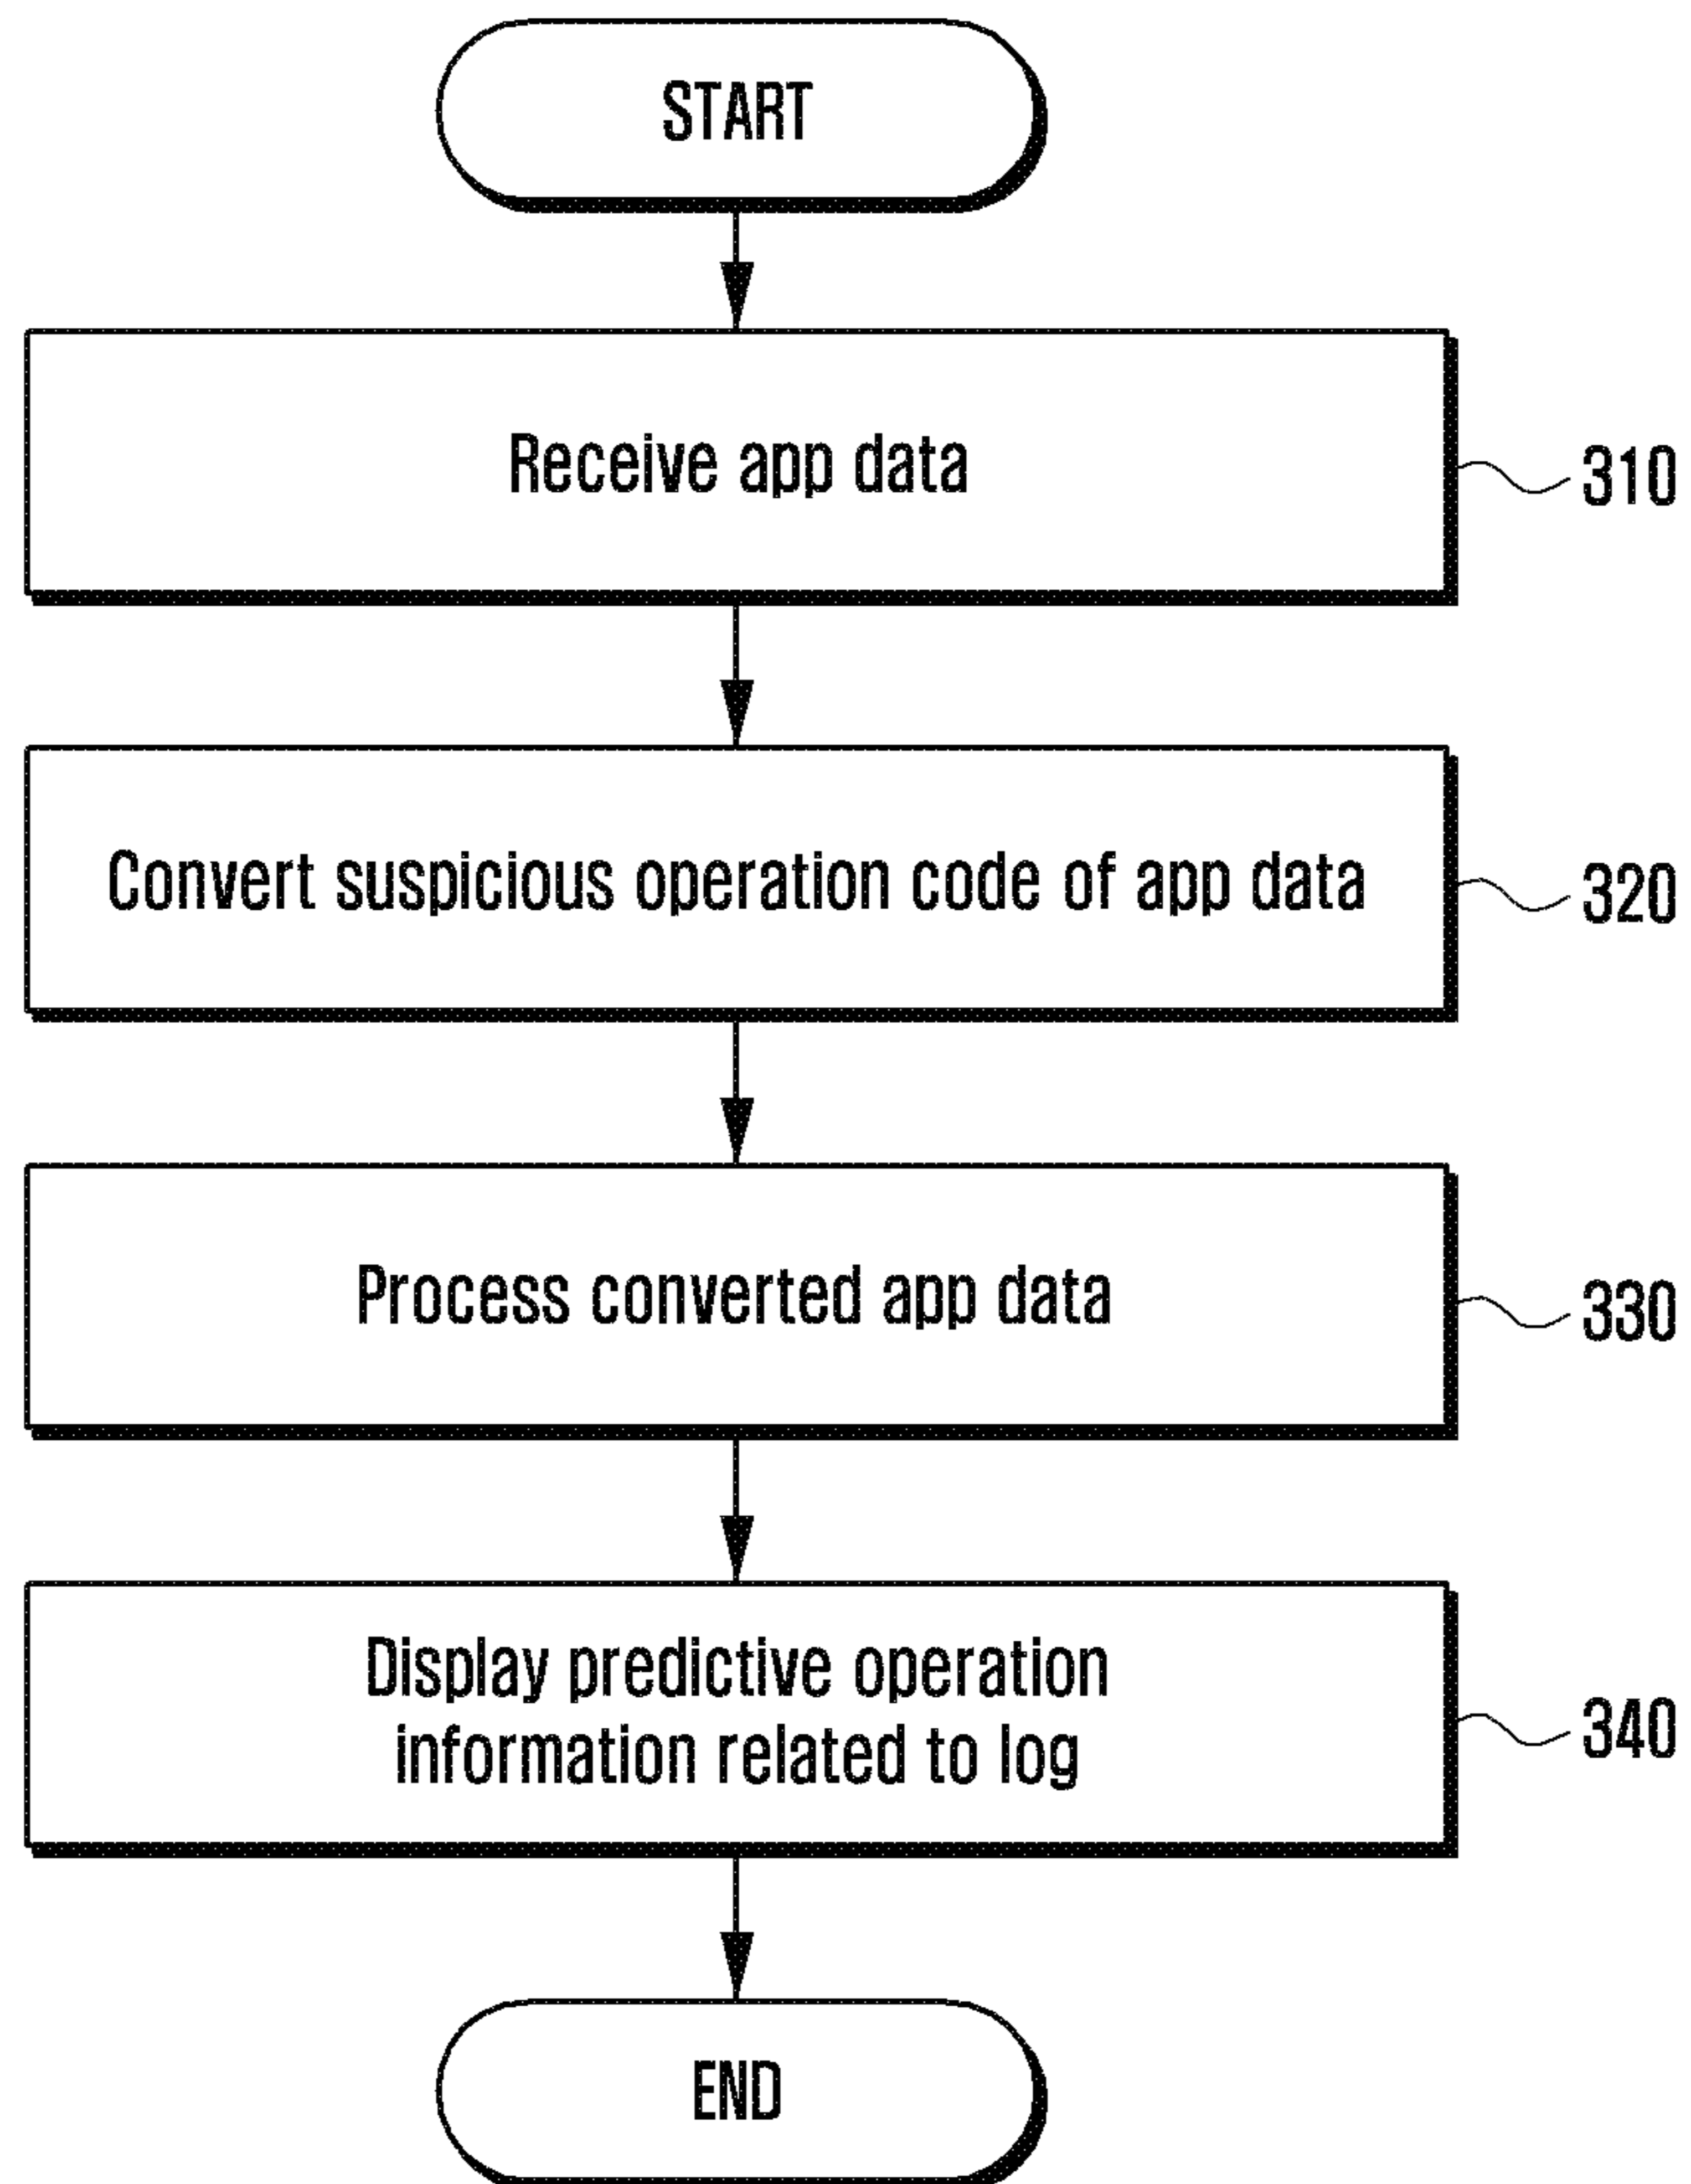 START
Receive app data
310
Convert suspicious operation code of app data
320
Process converted app data
330
Display predictive operation
information related to log
340
END